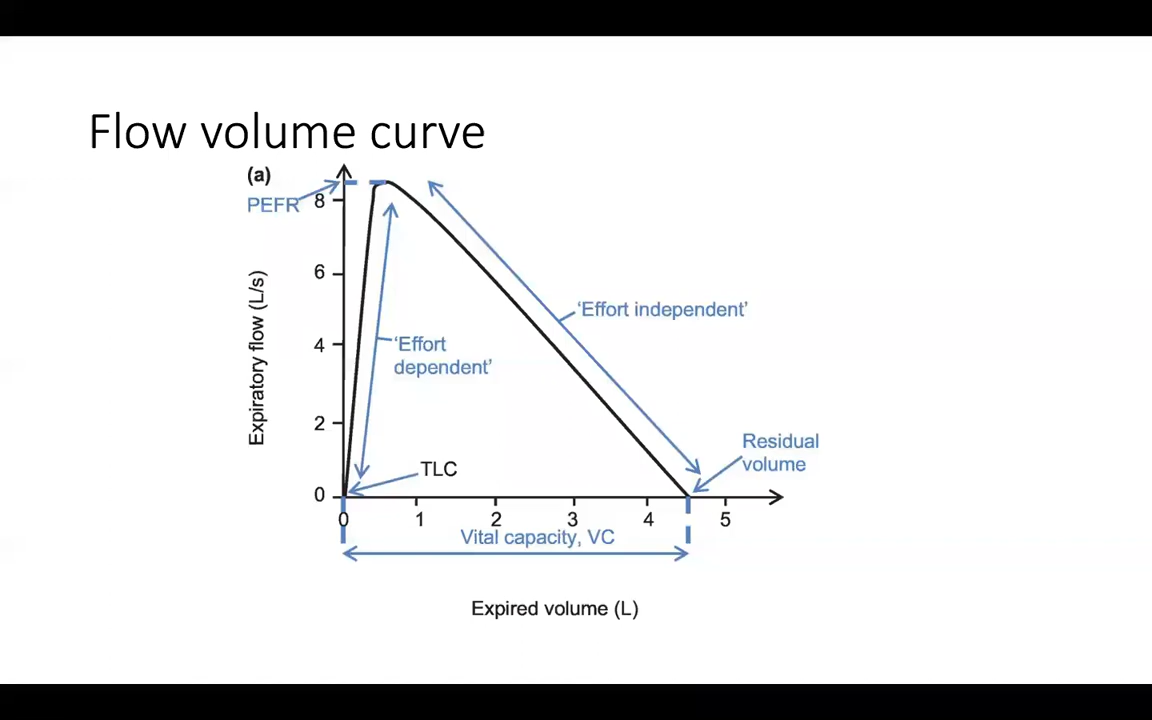 Flow volume curve
(a)
PEFR
8
6
4
2
0
Expiratory flow (L/s)
'Effort independent'
'Effort
dependent'
TLC
Residual
volume
0 1 2 3 4 5
Vital capacity, VC
Expired volume (L)